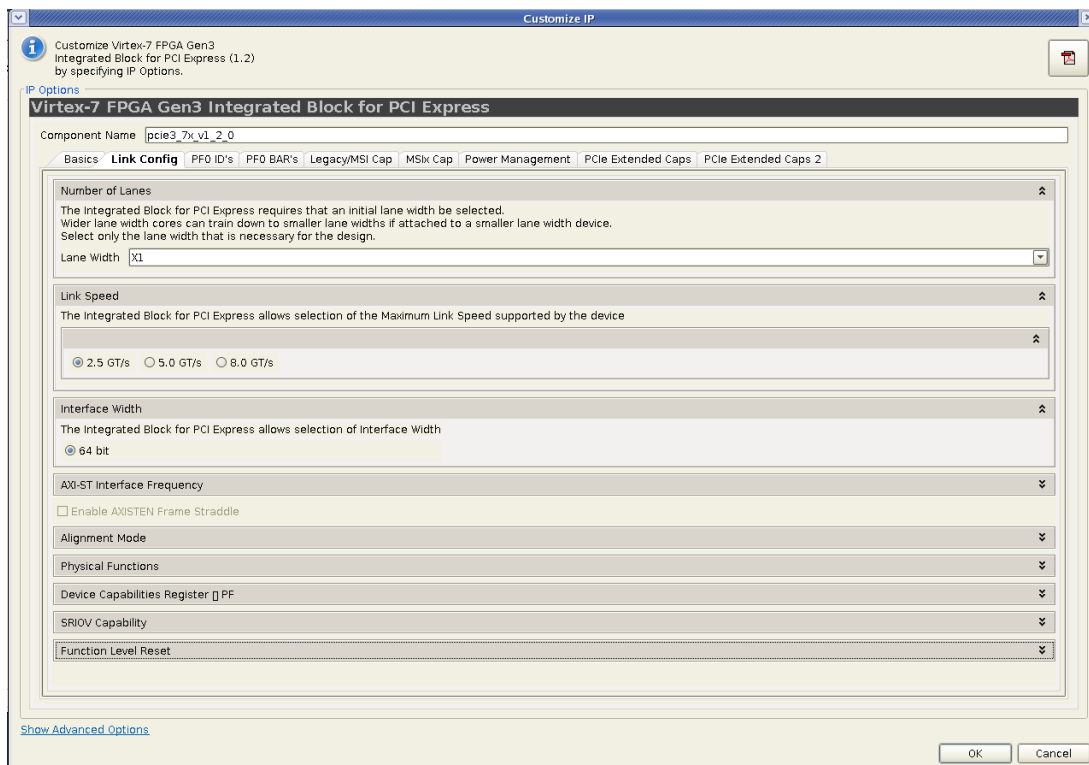 Customize IP
Customize Virtex-7 FPGA Gen3
Integrated Block for PCI Express (1.2)
by specifying IP Options.
IP Options
Virtex-7 FPGA Gen3 Integrated Block for PCI Express
Component Name pcie3_7x_v1_2_0
Basics Link Config PF0 ID's PF0 BAR's Legacy/MSI Cap MSIx Cap Power Management PCIe Extended Caps PCIe Extended Caps 2
Number of Lanes
The Integrated Block for PCI Express requires that an initial lane width be selected.
Wider lane width cores can train down to smaller lane widths if attached to a smaller lane width device.
Select only the lane width that is necessary for the design.
Lane Width X1
Link Speed
The Integrated Block for PCI Express allows selection of the Maximum Link Speed supported by the device
2.5 GT/s 5.0 GT/s 8.0 GT/s
Interface Width
The Integrated Block for PCI Express allows selection of Interface Width
64 bit
AXI-ST Interface Frequency
Enable AXISTEN Frame Straddle
Alignment Mode
Physical Functions
Device Capabilities Register [] PF
SRIOV Capability
Function Level Reset
Show Advanced Options
OK Cancel